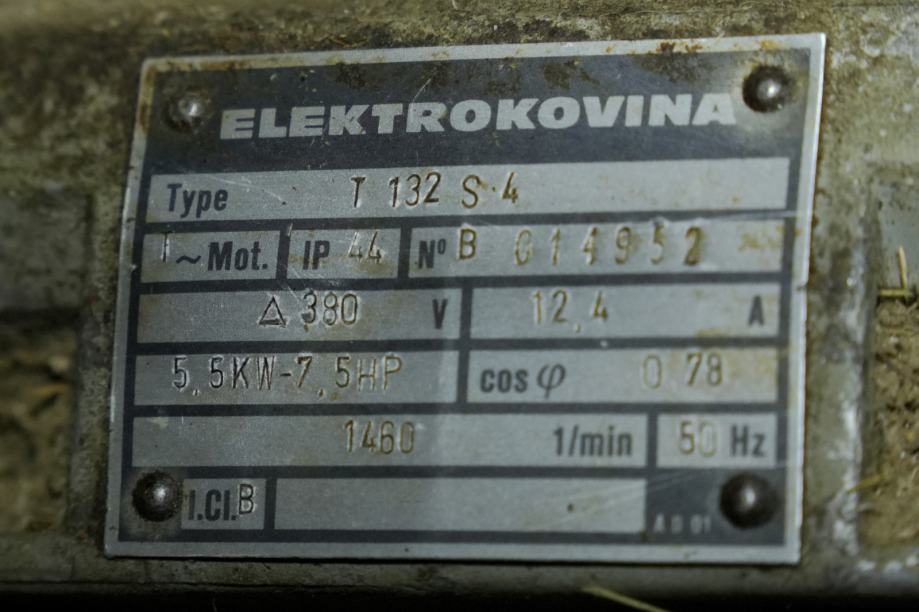 ELEKTROKOVINA
Type T 132 S 4
1~Mot. IP 44 Nº B 014952
△ 380 V 12,4 A
5,5KW-7,5HP cos φ 0,78
1460 1/min 50 Hz
I.Cl.B